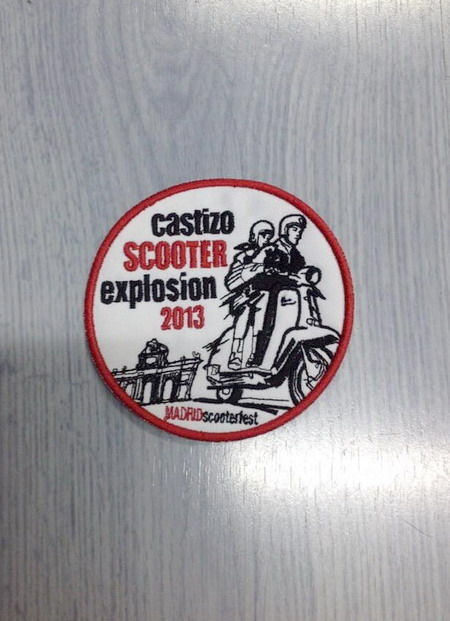 castizo
SCOOTER
explosion
2013
MADRIDscooterfest